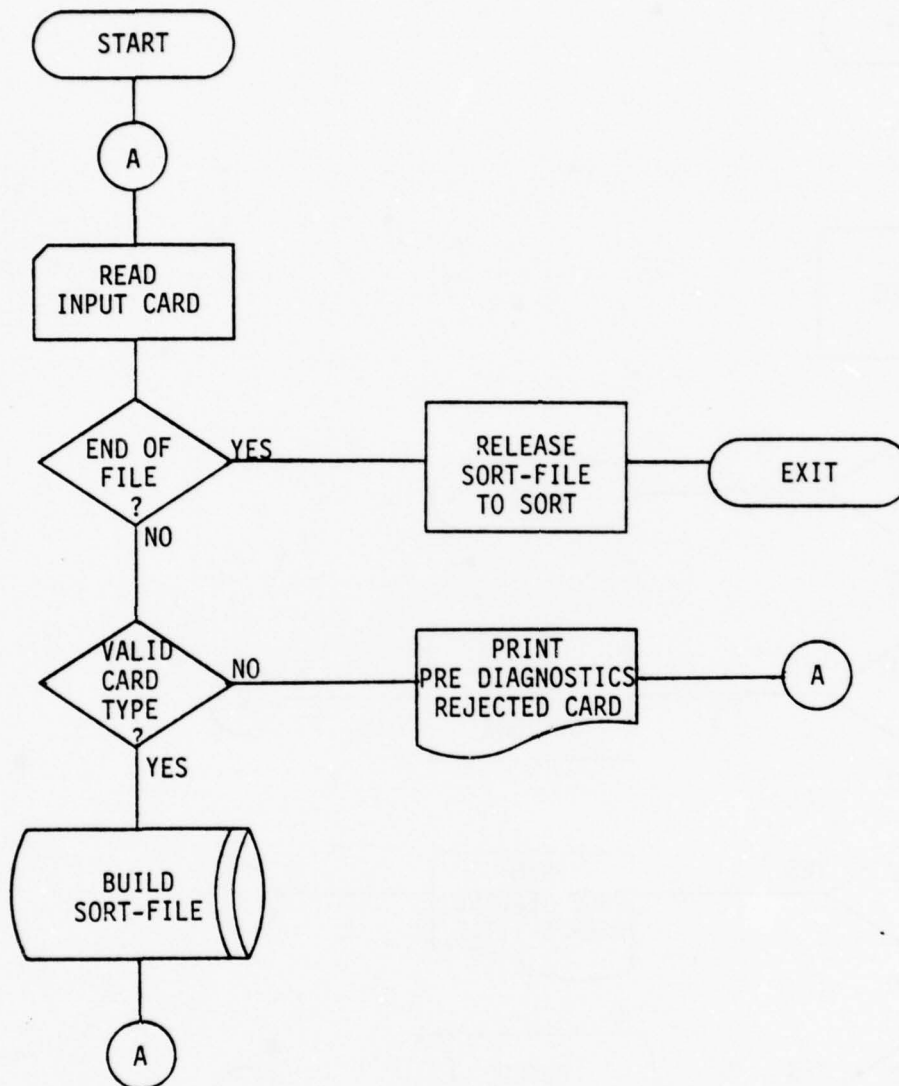 START
A
READ
INPUT CARD
END OF
FILE
?
YES
RELEASE
SORT-FILE
TO SORT
EXIT
NO
VALID
CARD
TYPE
?
NO
PRINT
PRE DIAGNOSTICS
REJECTED CARD
A
YES
BUILD
SORT-FILE
A